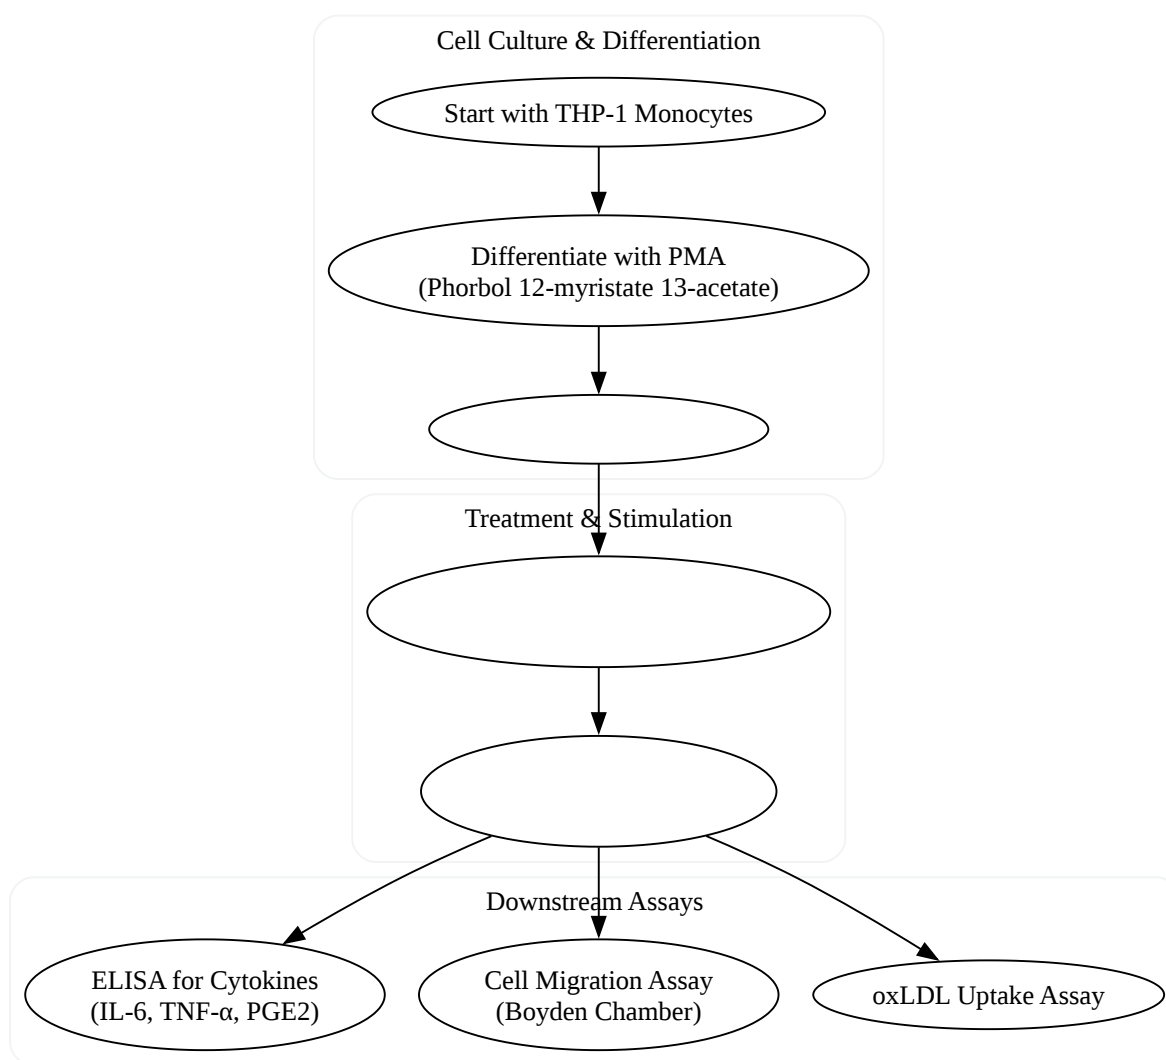 Cell Culture & Differentiation
Start with THP-1 Monocytes
Differentiate with PMA
(Phorbol 12-myristate 13-acetate)
Treatment & Stimulation
Downstream Assays
ELISA for Cytokines
(IL-6, TNF-α, PGE2)
Cell Migration Assay
(Boyden Chamber)
oxLDL Uptake Assay